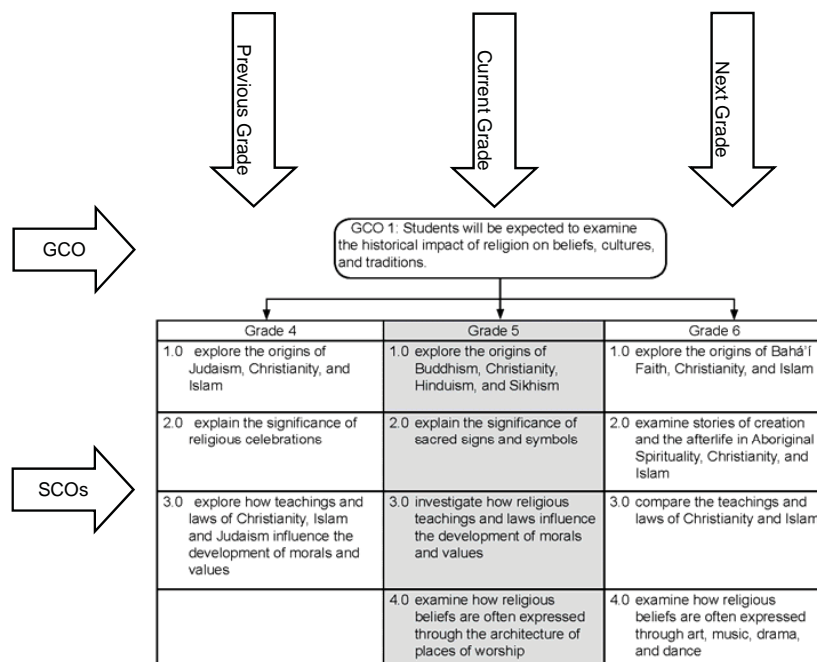 Previous Grade
Current Grade
Next Grade
GCO
GCO 1: Students will be expected to examine
the historical impact of religion on beliefs, cultures,
and traditions.
Grade 4
Grade 5
Grade 6
1.0 explore the origins of
Judaism, Christianity, and
Islam
1.0 explore the origins of
Buddhism, Christianity,
Hinduism, and Sikhism
1.0 explore the origins of Bahá'í
Faith, Christianity, and Islam
2.0 explain the significance of
religious celebrations
2.0 explain the significance of
sacred signs and symbols
2.0 examine stories of creation
and the afterlife in Aboriginal
Spirituality, Christianity, and
Islam
SCOs
3.0 explore how teachings and
laws of Christianity, Islam
and Judaism influence the
development of morals and
values
3.0 investigate how religious
teachings and laws influence
the development of morals
and values
3.0 compare the teachings and
laws of Christianity and Islam
4.0 examine how religious
beliefs are often expressed
through the architecture of
places of worship
4.0 examine how religious
beliefs are often expressed
through art, music, drama,
and dance